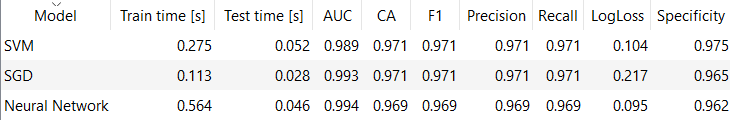 Model Train time [s] Test time [s] AUC CA F1 Precision Recall LogLoss Specificity
SVM 0.275 0.052 0.989 0.971 0.971 0.971 0.971 0.104 0.975
SGD 0.113 0.028 0.993 0.971 0.971 0.971 0.971 0.217 0.965
Neural Network 0.564 0.046 0.994 0.969 0.969 0.969 0.969 0.095 0.962